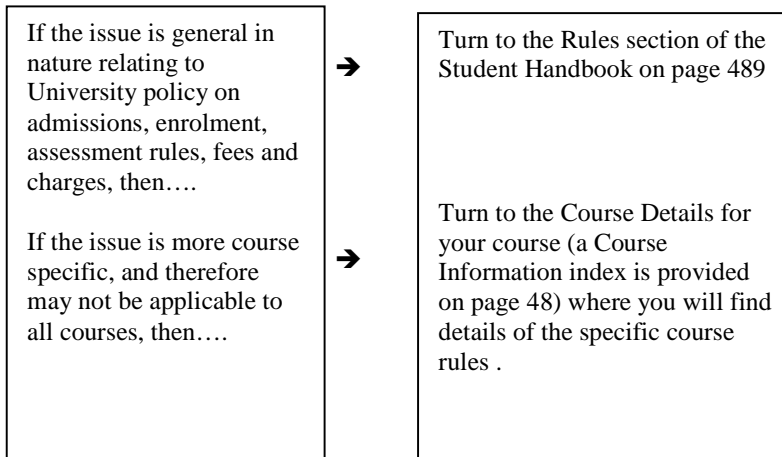 If the issue is general in
nature relating to
University policy on
admissions, enrolment,
assessment rules, fees and
charges, then….
➔
Turn to the Rules section of the
Student Handbook on page 489
If the issue is more course
specific, and therefore
may not be applicable to
all courses, then….
➔
Turn to the Course Details for
your course (a Course
Information index is provided
on page 48) where you will find
details of the specific course
rules .